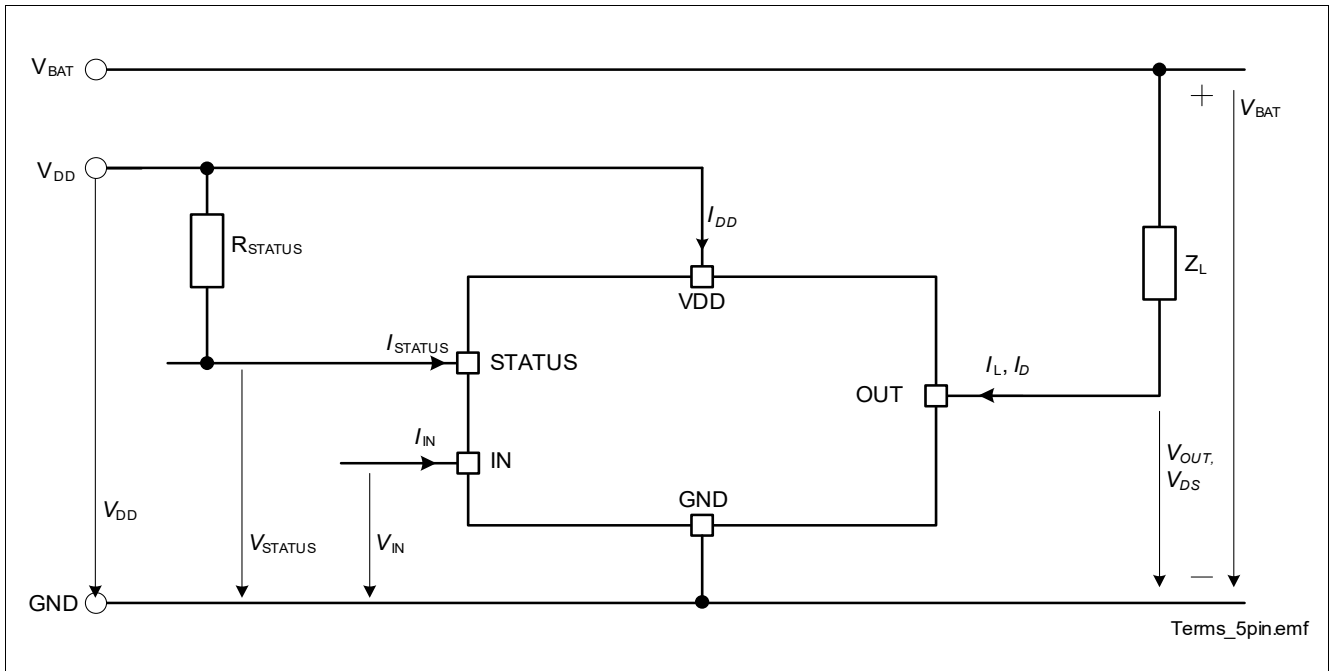 VBAT
+
VBAT
VDD
IDD
RSTATUS
ZL
VDD
ISTATUS
STATUS
IL, ID
OUT
IIN
IN
VOUT,
VDS
GND
VDD
VSTATUS
VIN
—
GND
Terms_5pin.emf